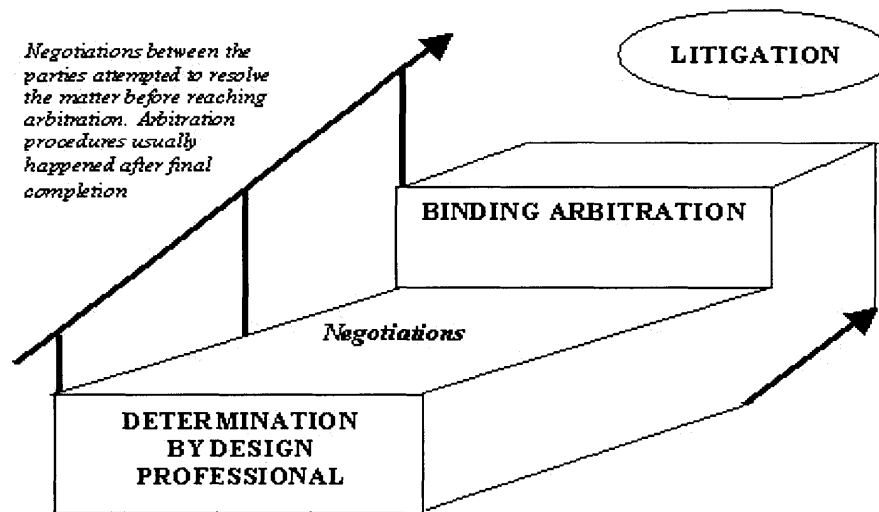 Negotiations between the
parties attempted to resolve
the matter before reaching
arbitration. Arbitration
procedures usually
happened after final
completion
LITIGATION
BINDING ARBITRATION
Negotiations
DETERMINATION
BY DESIGN
PROFESSIONAL